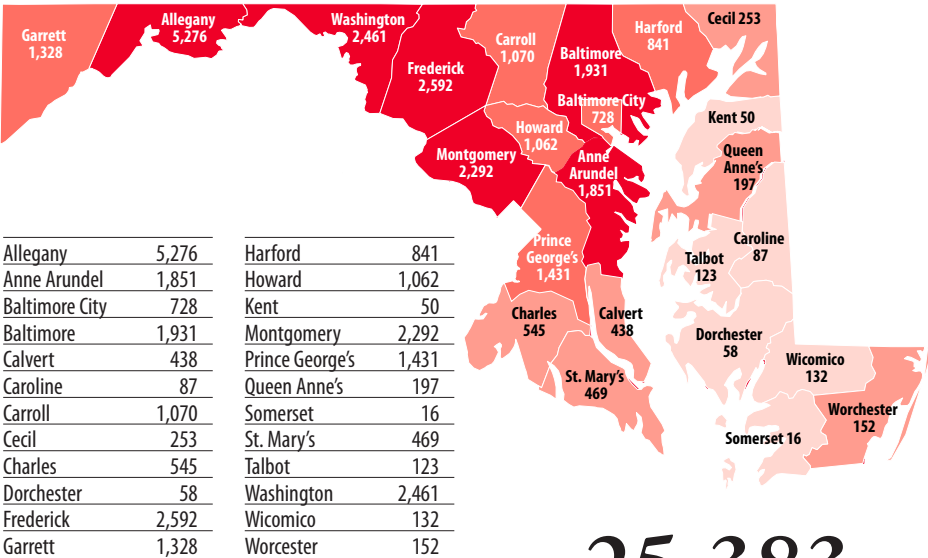 Garrett
1,328
Allegany
5,276
Washington
2,461
Frederick
2,592
Carroll
1,070
Baltimore
1,931
Baltimore City
728
Harford
841
Cecil 253
Kent 50
Howard
1,062
Montgomery
2,292
Anne
Arundel
1,851
Queen
Anne's
197
Prince
George's
1,431
Talbot
123
Caroline
87
Charles
545
Calvert
438
Dorchester
58
St. Mary's
469
Wicomico
132
Worchester
152
Somerset 16
Allegany 5,276
Anne Arundel 1,851
Baltimore City 728
Baltimore 1,931
Calvert 438
Caroline 87
Carroll 1,070
Cecil 253
Charles 545
Dorchester 58
Frederick 2,592
Garrett 1,328
Harford 841
Howard 1,062
Kent 50
Montgomery 2,292
Prince George's 1,431
Queen Anne's 197
Somerset 16
St. Mary's 469
Talbot 123
Washington 2,461
Wicomico 132
Worcester 152
25,383